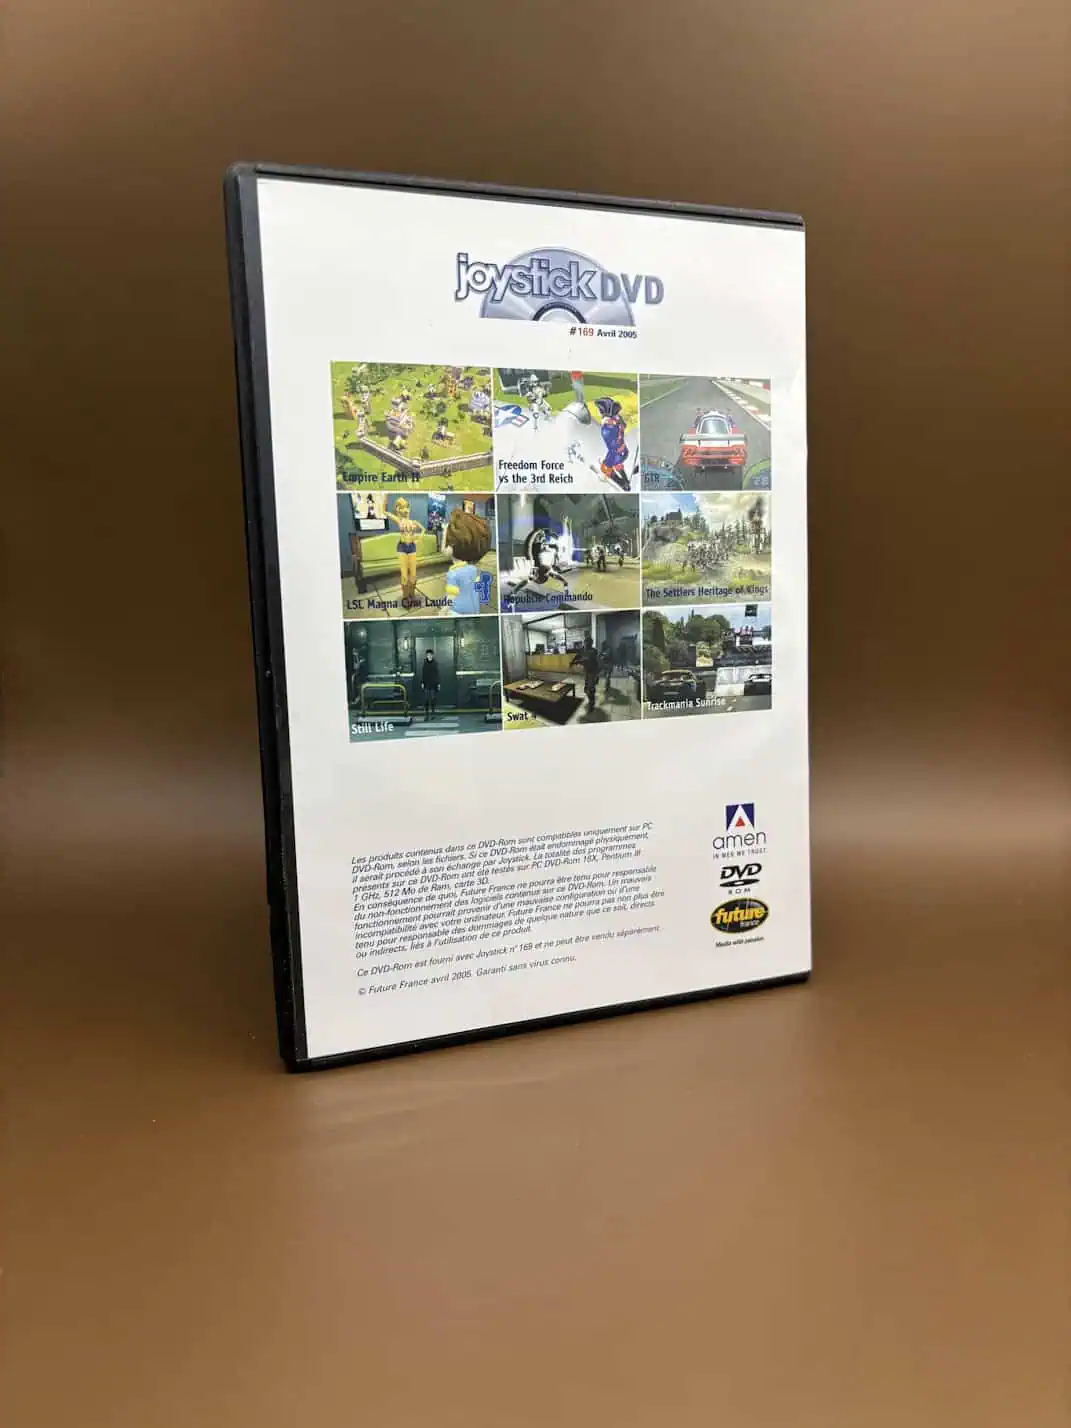 joystick DVD
#169 Avril 2005
Empire Earth II
Freedom Force
vs the 3rd Reich
GTR
LSL Magna Cum Laude
Republic Commando
The Settlers Heritage of Kings
Still Life
Swat 4
Trackmania Sunrise
Les produits contenus dans ce DVD-Rom sont compatibles uniquement sur PC
DVD-Rom, selon les fichiers. Si ce DVD-Rom était endommagé physiquement,
il serait procédé à son échange par Joystick. La totalité des programmes
présents sur ce DVD-Rom ont été testés sur PC DVD-Rom 16X, Pentium III
1 GHz, 512 Mo de Ram, carte 3D.
En conséquence de quoi, Future France ne pourra être tenu pour responsable
du non-fonctionnement des logiciels contenus sur ce DVD-Rom. Un mauvais
fonctionnement pourrait provenir d'une mauvaise configuration ou d'une
incompatibilité avec votre ordinateur. Future France ne pourra pas non plus être
tenu pour responsable des dommages de quelque nature que ce soit, directs
ou indirects, liés à l'utilisation de ce produit.
Ce DVD-Rom est fourni avec Joystick n°169 et ne peut être vendu séparément.
© Future France avril 2005. Garanti sans virus connu.
amen
IN WEB WE TRUST
DVD
ROM
future
france
Media with passion